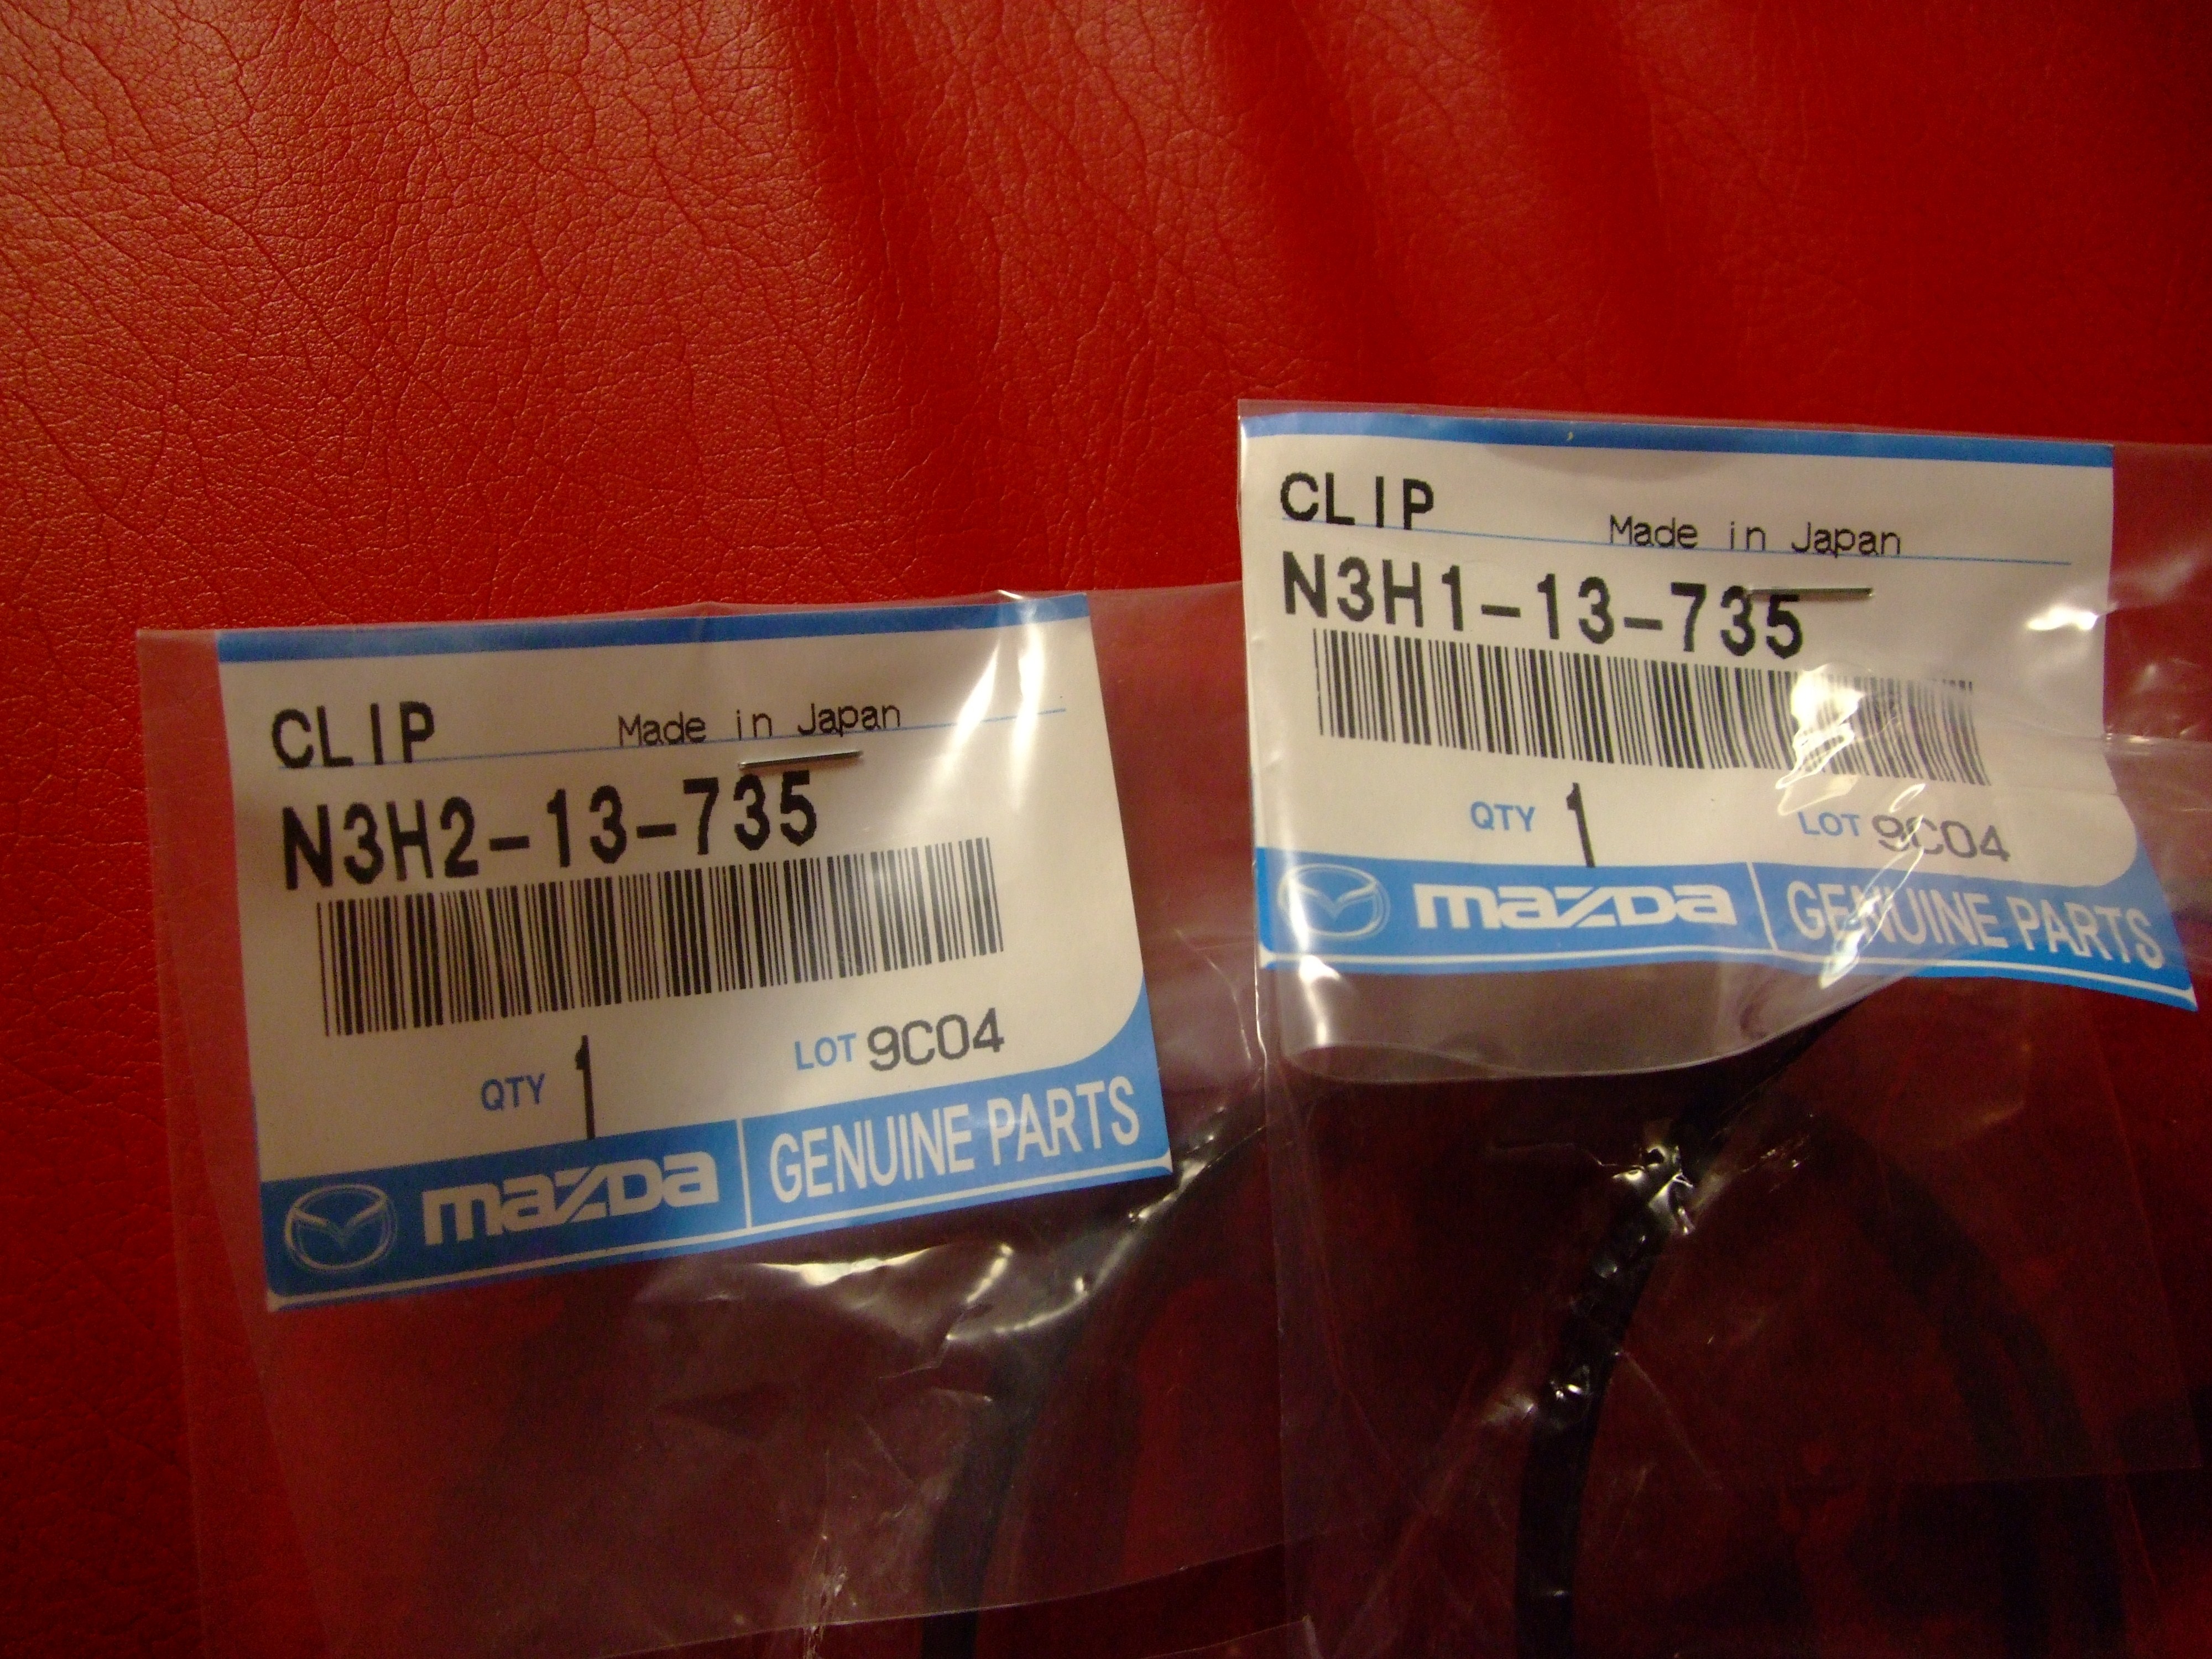 CLIP
Made in Japan
N3H2-13-735
QTY 1
LOT 9C04
mazda GENUINE PARTS
CLIP
Made in Japan
N3H1-13-735
QTY 1
LOT 9C04
mazda GENUINE PARTS